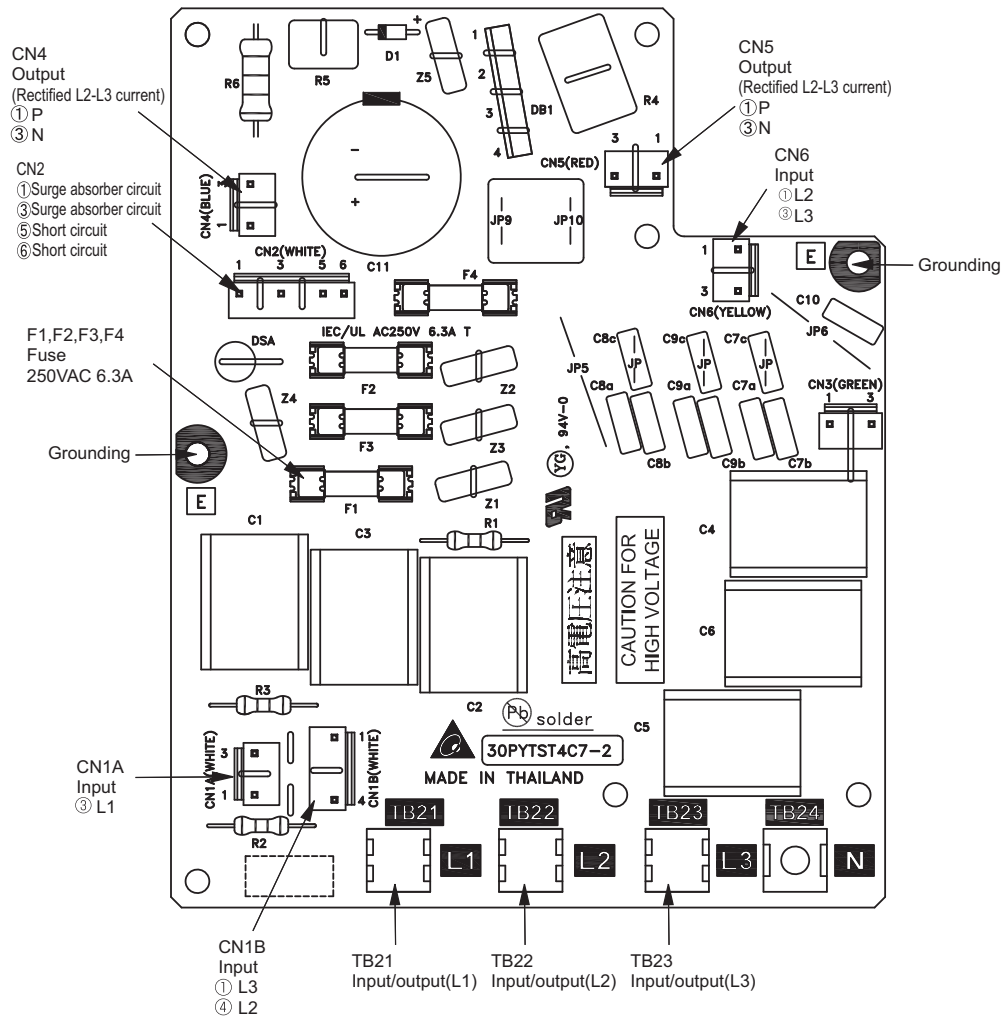 CN4
Output
(Rectified L2-L3 current)
①P
③N
CN2
①Surge absorber circuit
③Surge absorber circuit
⑤Short circuit
⑥Short circuit
F1,F2,F3,F4
Fuse
250VAC 6.3A
Grounding
E
CN1A
Input
③ L1
CN1B
Input
① L3
④ L2
TB21
Input/output(L1)
TB22
Input/output(L2)
TB23
Input/output(L3)
CN5
Output
(Rectified L2-L3 current)
①P
③N
CN6
Input
①L2
③L3
E
Grounding
R6
R5
D1
+
Z5
1
2
3
4
DB1
R4
3 1
CN5(RED)
CN4(BLUE)
3
1
-
+
C11
JP9
JP10
CN2(WHITE)
1 3 5 6
F4
IEC/UL AC250V 6.3A T
DSA
F2
Z2
Z4
F3
Z3
F1
Z1
1
3
CN6(YELLOW)
C10
JP6
JP5
C8c
C9c
C7c
JP
JP
JP
C8a
C9a
C7a
C8b
C9b
C7b
CN3(GREEN)
1 3
YG, 94V-0
C1
C3
R1
C2
C4
C6
C5
高電圧注意
CAUTION FOR
HIGH VOLTAGE
R3
CN1A(WHITE)
3
1
R2
1
4
CN1B(WHITE)
Pb solder
30PYTST4C7-2
MADE IN THAILAND
TB21
TB22
TB23
TB24
L1
L2
L3
N